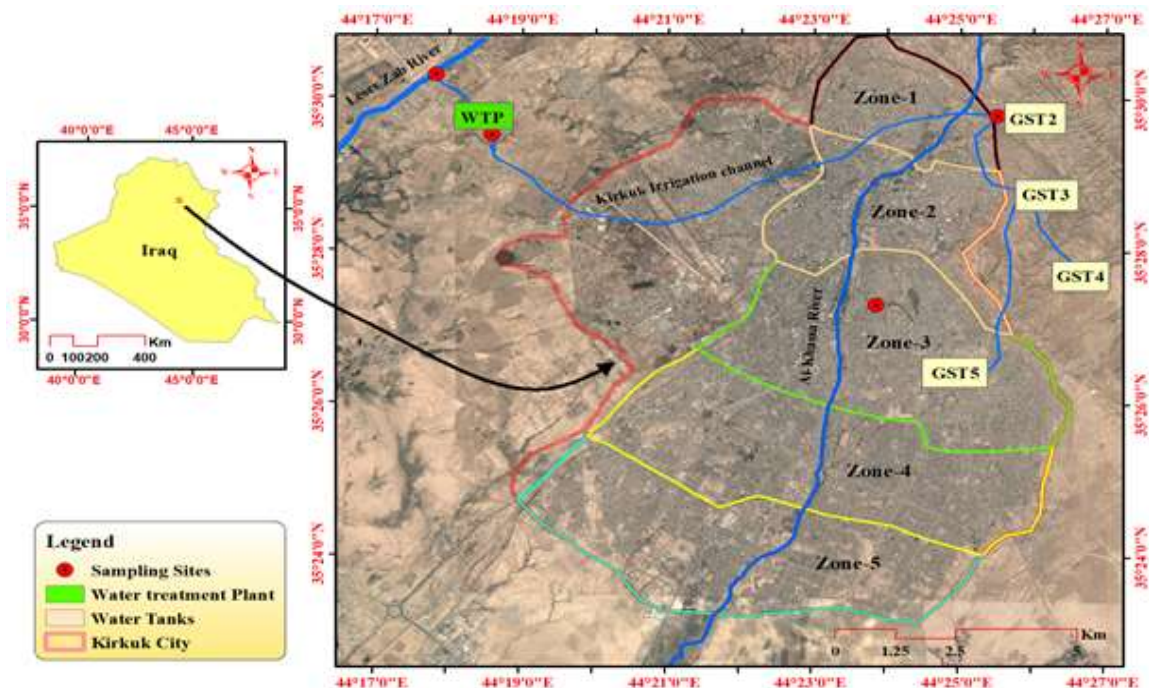 44°17'0"E 44°19'0"E 44°21'0"E 44°23'0"E 44°25'0"E 44°27'0"E
Leser Zab River
WTP
Zone-1
GST2
Kirkuk Irrigation channel
GST3
Zone-2
GST4
Al-Khasa River
Zone-3
GST5
Zone-4
Zone-5
35°30'0"N
35°28'0"N
35°26'0"N
35°24'0"N
35°30'0"N
35°28'0"N
35°26'0"N
35°24'0"N
Km
0 1.25 2.5 5
44°17'0"E 44°19'0"E 44°21'0"E 44°23'0"E 44°25'0"E 44°27'0"E
40°0'0"E 45°0'0"E
35°0'0"N
30°0'0"N
35°0'0"N
30°0'0"N
Iraq
Km
0 100200 400
40°0'0"E 45°0'0"E
Legend
Sampling Sites
Water treatment Plant
Water Tanks
Kirkuk City